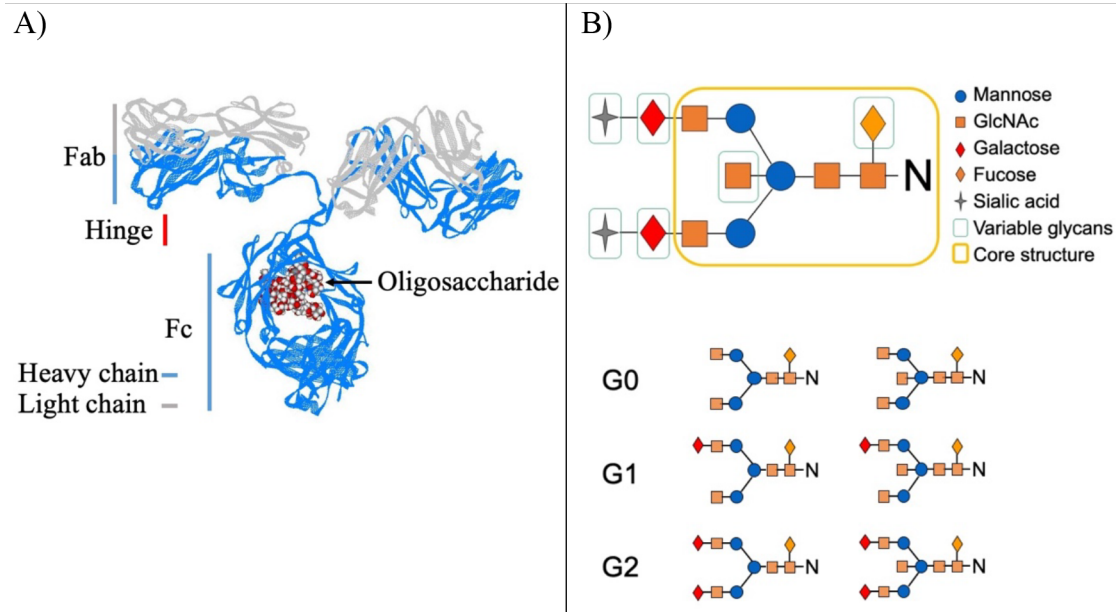 A)
Fab
Hinge
Oligosaccharide
Fc
Heavy chain
Light chain
B)
N
Mannose
GlcNAc
Galactose
Fucose
Sialic acid
Variable glycans
Core structure
G0
N
N
G1
N
N
G2
N
N